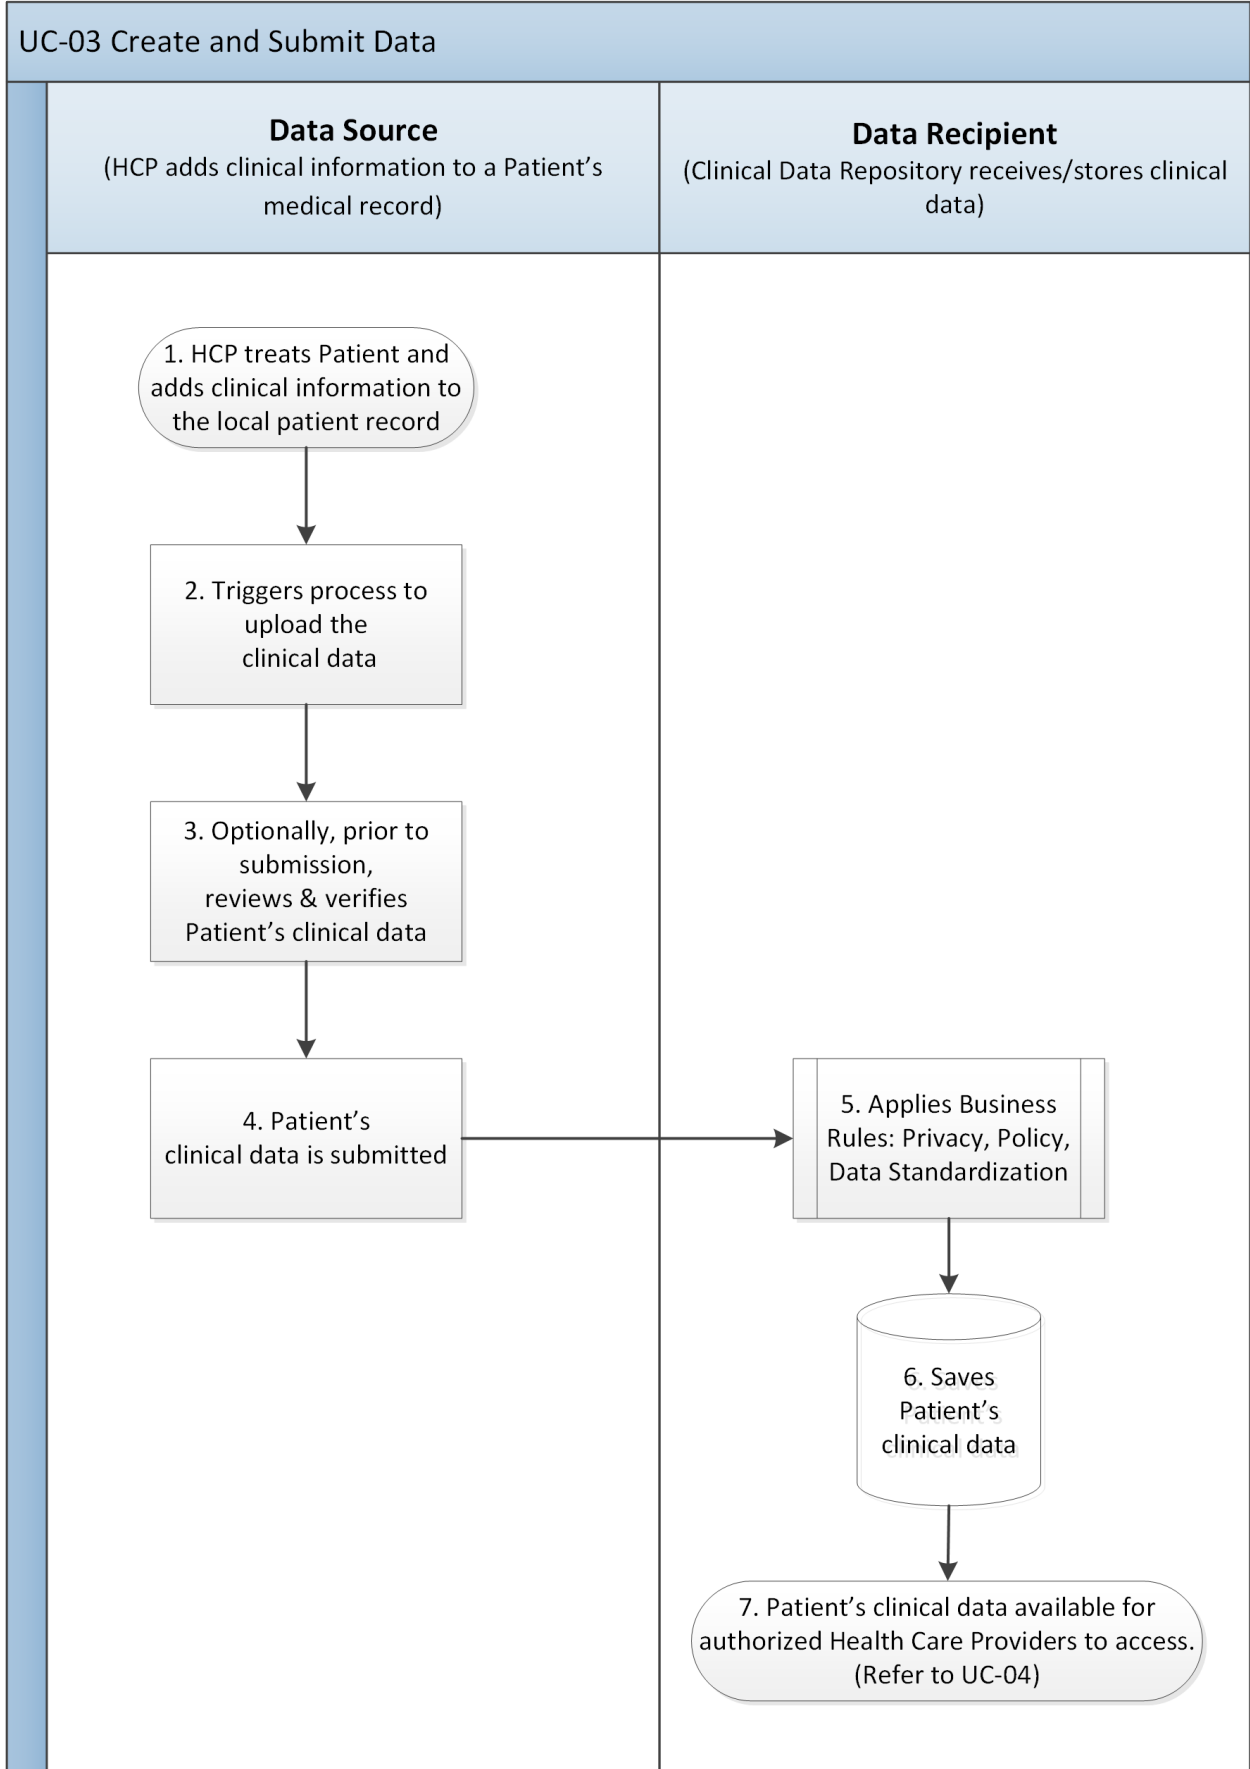 UC-03 Create and Submit Data
Data Source
(HCP adds clinical information to a Patient’s
medical record)
Data Recipient
(Clinical Data Repository receives/stores clinical
data)
1. HCP treats Patient and
adds clinical information to
the local patient record
2. Triggers process to
upload the
clinical data
3. Optionally, prior to
submission,
reviews & verifies
Patient’s clinical data
4. Patient’s
clinical data is submitted
5. Applies Business
Rules: Privacy, Policy,
Data Standardization
6. Saves
Patient’s
clinical data
7. Patient’s clinical data available for
authorized Health Care Providers to access.
(Refer to UC-04)